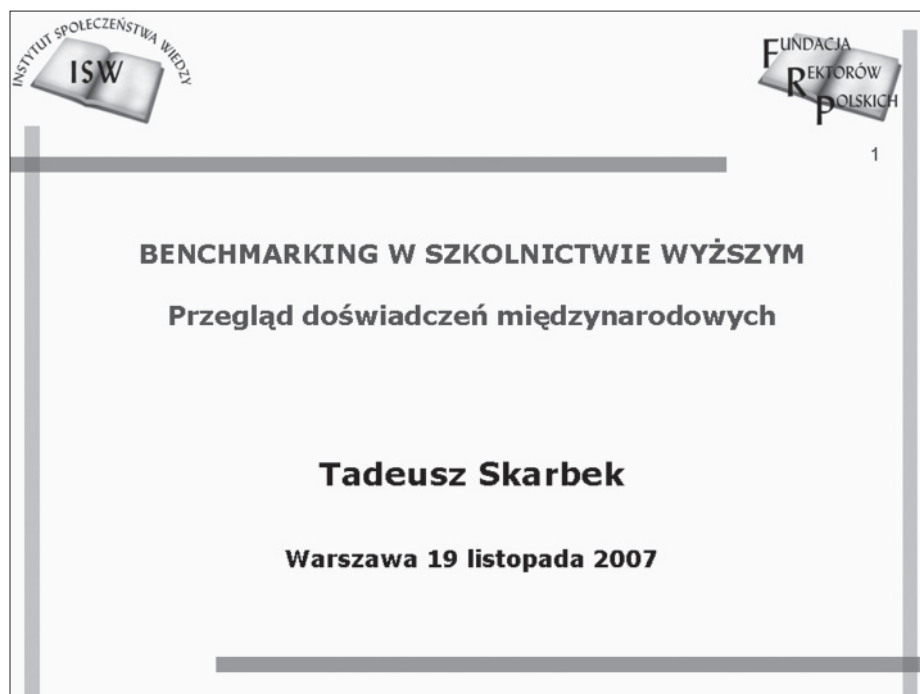 INSTYTUT SPOŁECZEŃSTWA WIEDZY
ISW
FUNDACJA
REKTORÓW
POLSKICH
1
BENCHMARKING W SZKOLNICTWIE WYŻSZYM
Przegląd doświadczeń międzynarodowych
Tadeusz Skarbek
Warszawa 19 listopada 2007